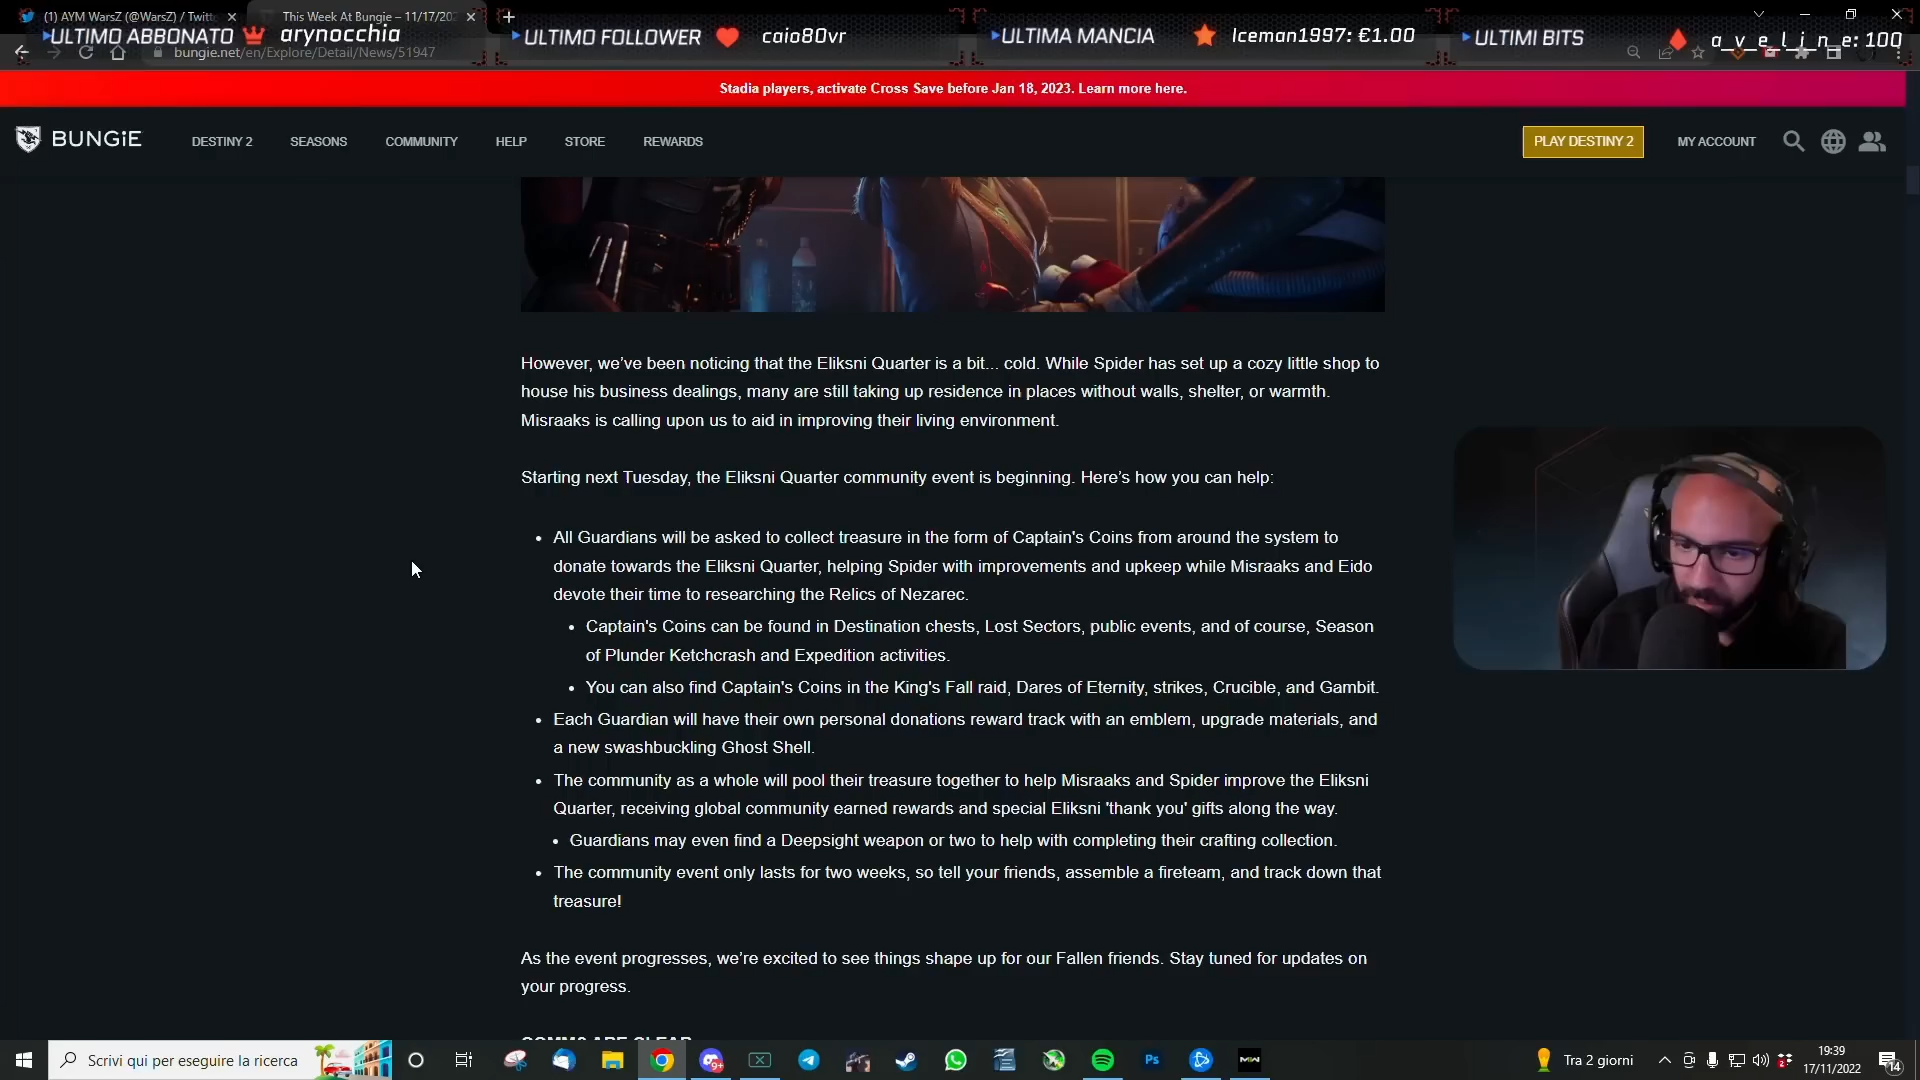 (1) AYM WarsZ (@WarsZ) / Twitt
This Week At Bungie – 11/17/202
ULTIMO ABBONATO arynocchia
ULTIMO FOLLOWER caio80vr
ULTIMA MANCIA Iceman1997: €1.00
ULTIMI BITS a_v_e_l_i_n_e: 100
bungie.net/en/Explore/Detail/News/51947
Stadia players, activate Cross Save before Jan 18, 2023. Learn more here.
BUNGiE DESTINY 2 SEASONS COMMUNITY HELP STORE REWARDS PLAY DESTINY 2 MY ACCOUNT
However, we’ve been noticing that the Eliksni Quarter is a bit... cold. While Spider has set up a cozy little shop to
house his business dealings, many are still taking up residence in places without walls, shelter, or warmth.
Misraaks is calling upon us to aid in improving their living environment.
Starting next Tuesday, the Eliksni Quarter community event is beginning. Here’s how you can help:
• All Guardians will be asked to collect treasure in the form of Captain's Coins from around the system to
donate towards the Eliksni Quarter, helping Spider with improvements and upkeep while Misraaks and Eido
devote their time to researching the Relics of Nezarec.
• Captain's Coins can be found in Destination chests, Lost Sectors, public events, and of course, Season
of Plunder Ketchcrash and Expedition activities.
• You can also find Captain's Coins in the King's Fall raid, Dares of Eternity, strikes, Crucible, and Gambit.
• Each Guardian will have their own personal donations reward track with an emblem, upgrade materials, and
a new swashbuckling Ghost Shell.
• The community as a whole will pool their treasure together to help Misraaks and Spider improve the Eliksni
Quarter, receiving global community earned rewards and special Eliksni 'thank you' gifts along the way.
• Guardians may even find a Deepsight weapon or two to help with completing their crafting collection.
• The community event only lasts for two weeks, so tell your friends, assemble a fireteam, and track down that
treasure!
As the event progresses, we’re excited to see things shape up for our Fallen friends. Stay tuned for updates on
your progress.
COMMS ARE CLEAR
Scrivi qui per eseguire la ricerca
9+
Ps
Tra 2 giorni
19:39
17/11/2022
14